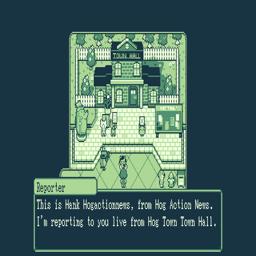 TOWN HALL
Reporter
This is Hank Hogactionnews, from Hog Action News.
I'm reporting to you live from Hog Town Town Hall.